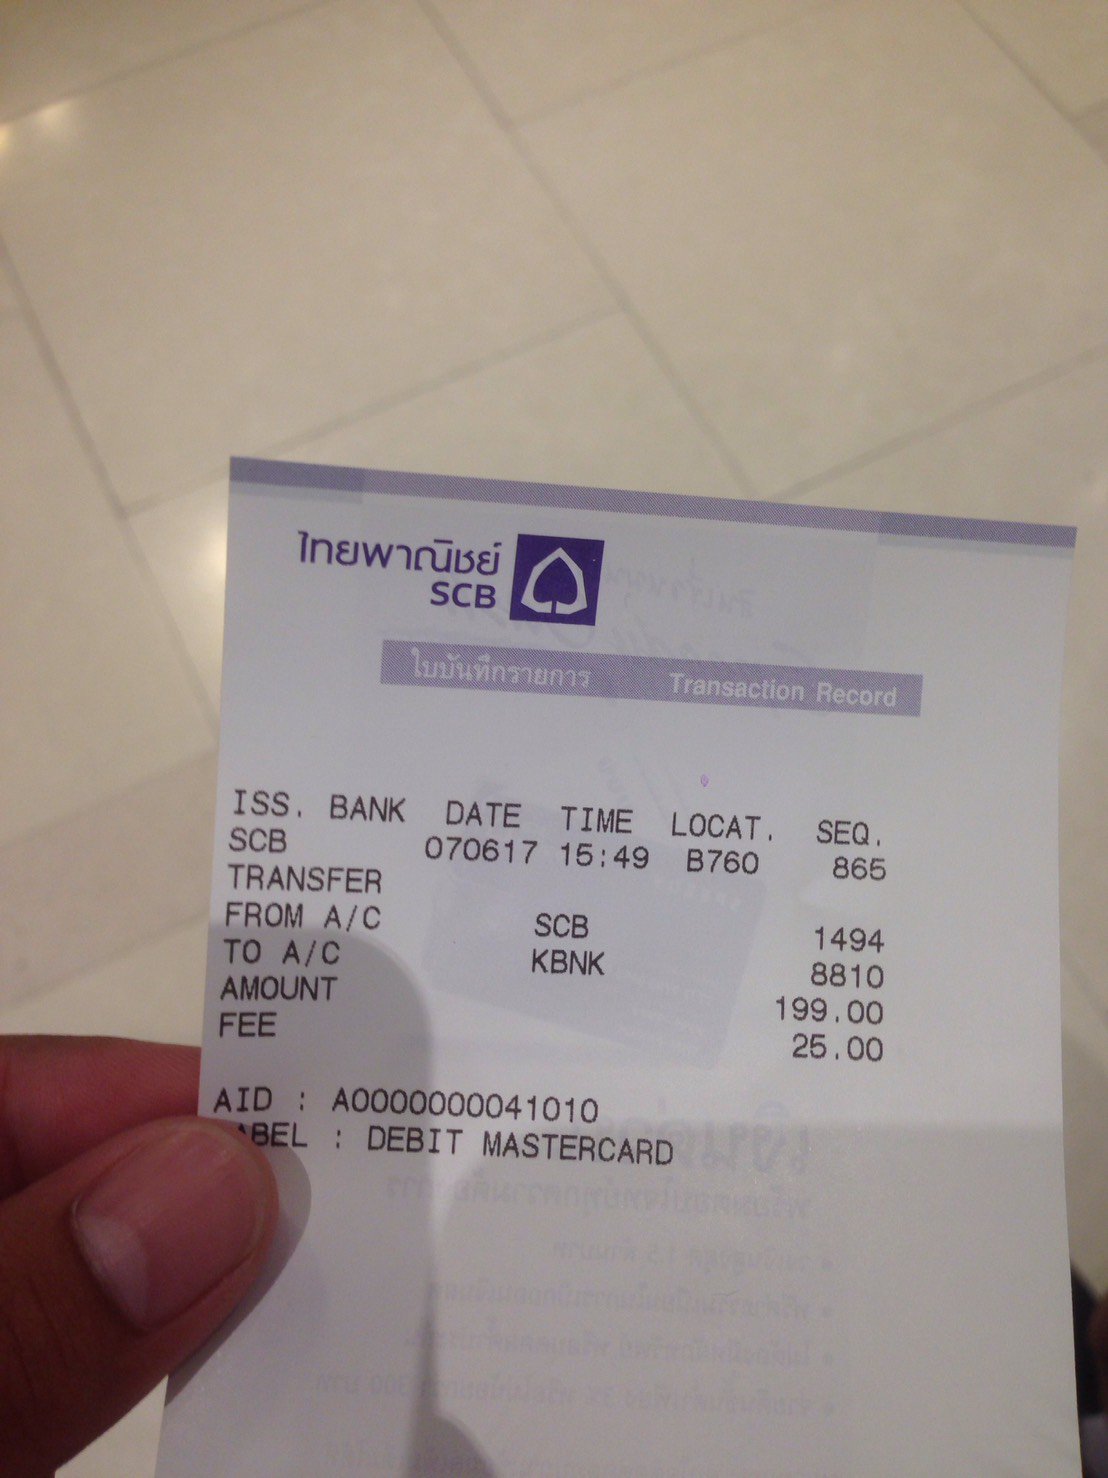 ไทยพาณิชย์
SCB
ใบบันทึกรายการ Transaction Record
ISS. BANK DATE TIME LOCAT. SEQ.
SCB 070617 15:49 B760 865
TRANSFER
FROM A/C SCB 1494
TO A/C KBNK 8810
AMOUNT 199.00
FEE 25.00
AID : A0000000041010
ABEL : DEBIT MASTERCARD